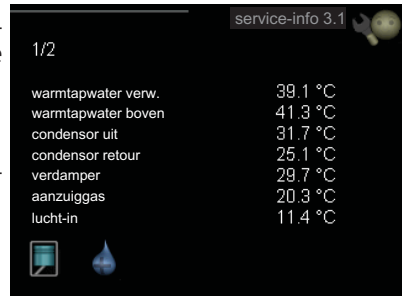 service-info 3.1
1/2
warmtapwater verw. 39.1 °C
warmtapwater boven 41.3 °C
condensor uit 31.7 °C
condensor retour 25.1 °C
verdamper 29.7 °C
aanzuiggas 20.3 °C
lucht-in 11.4 °C